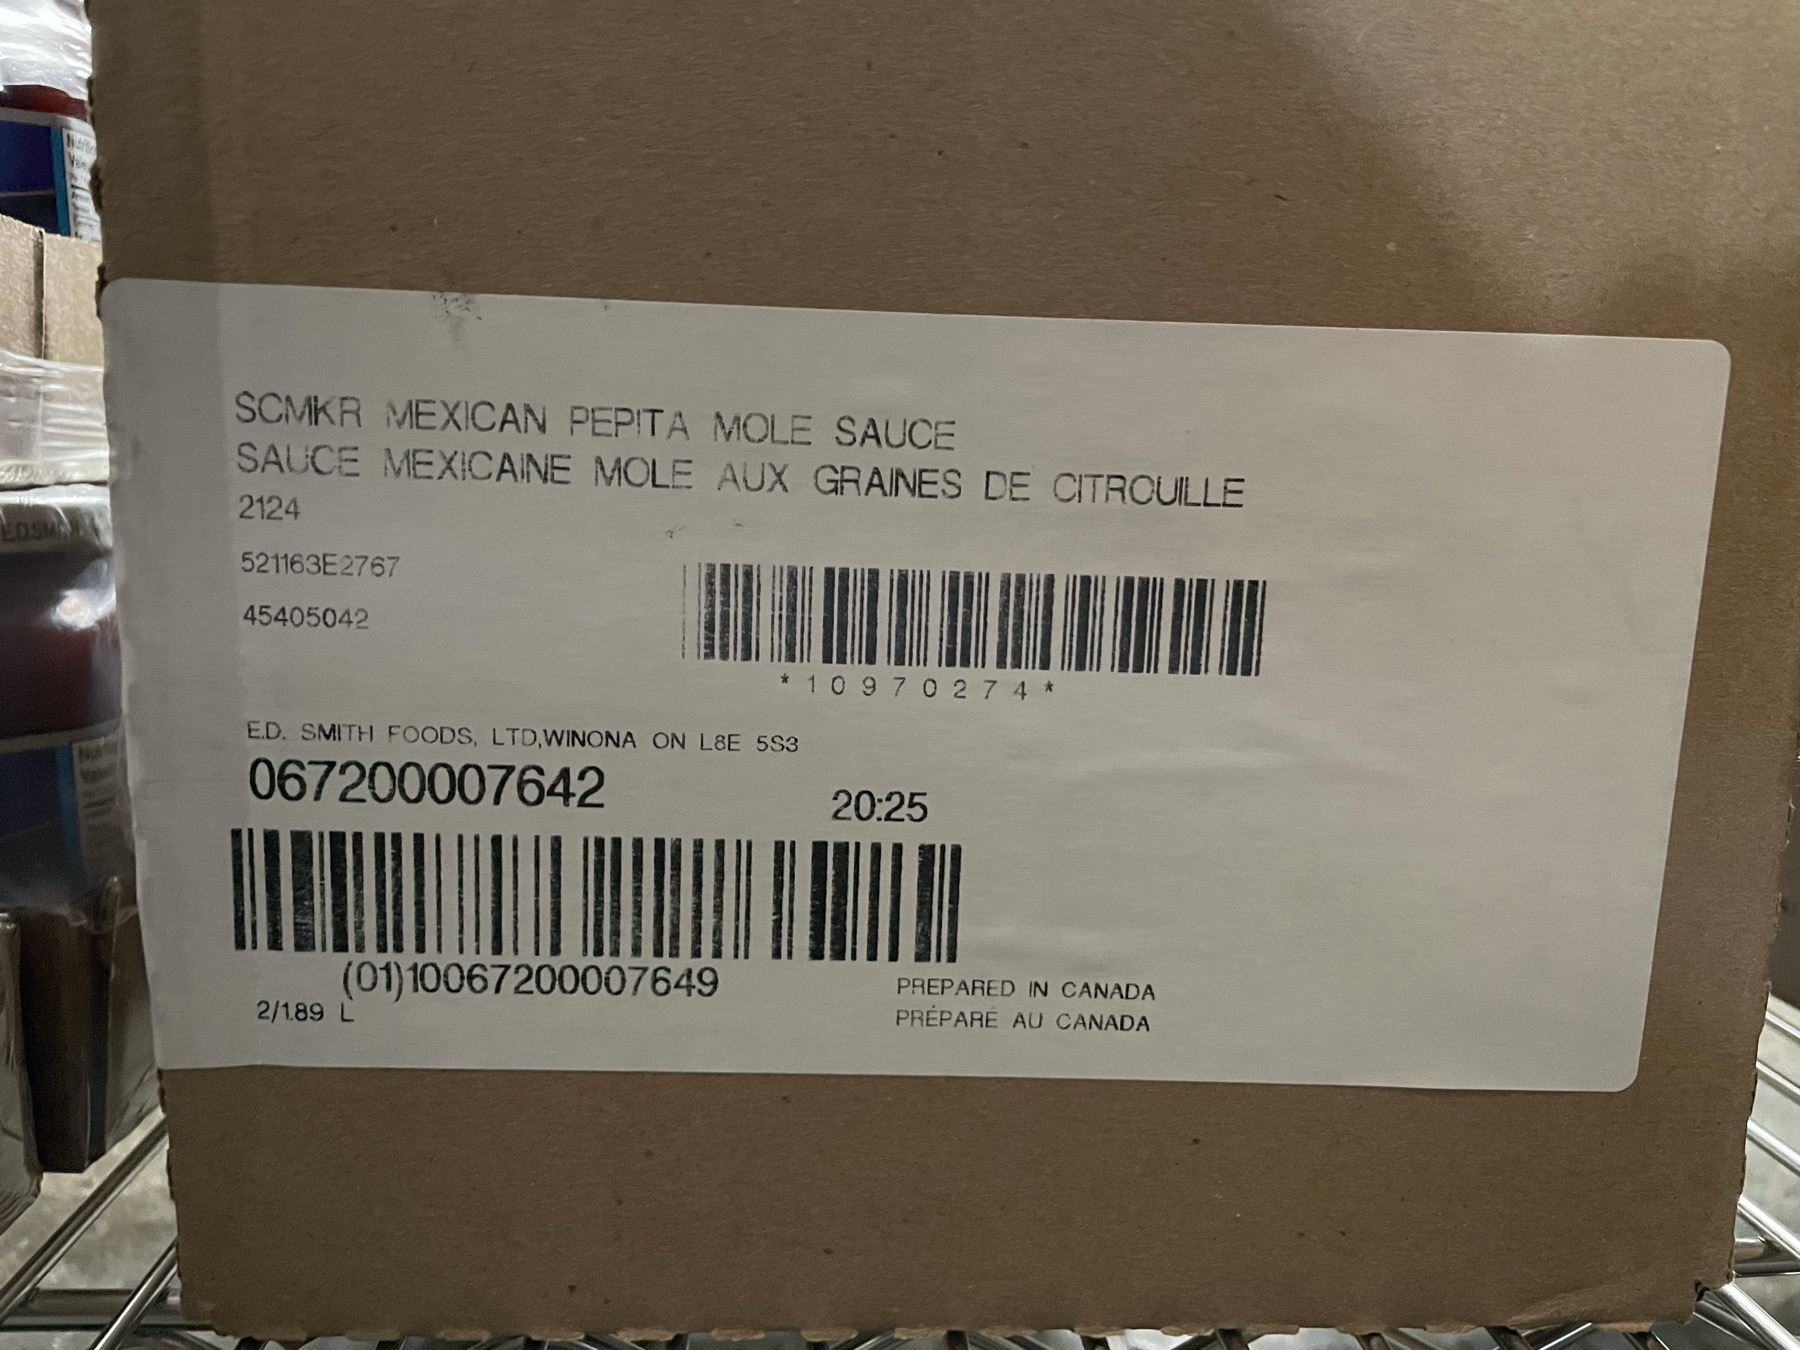 SCMKR MEXICAN PEPITA MOLE SAUCE
SAUCE MEXICAINE MOLE AUX GRAINES DE CITROUILLE
2124
521163E2767
45405042
*10970274*
E.D. SMITH FOODS, LTD,WINONA ON L8E 5S3
067200007642
20:25
(01)10067200007649
2/1.89 L
PREPARED IN CANADA
PRÉPARÉ AU CANADA